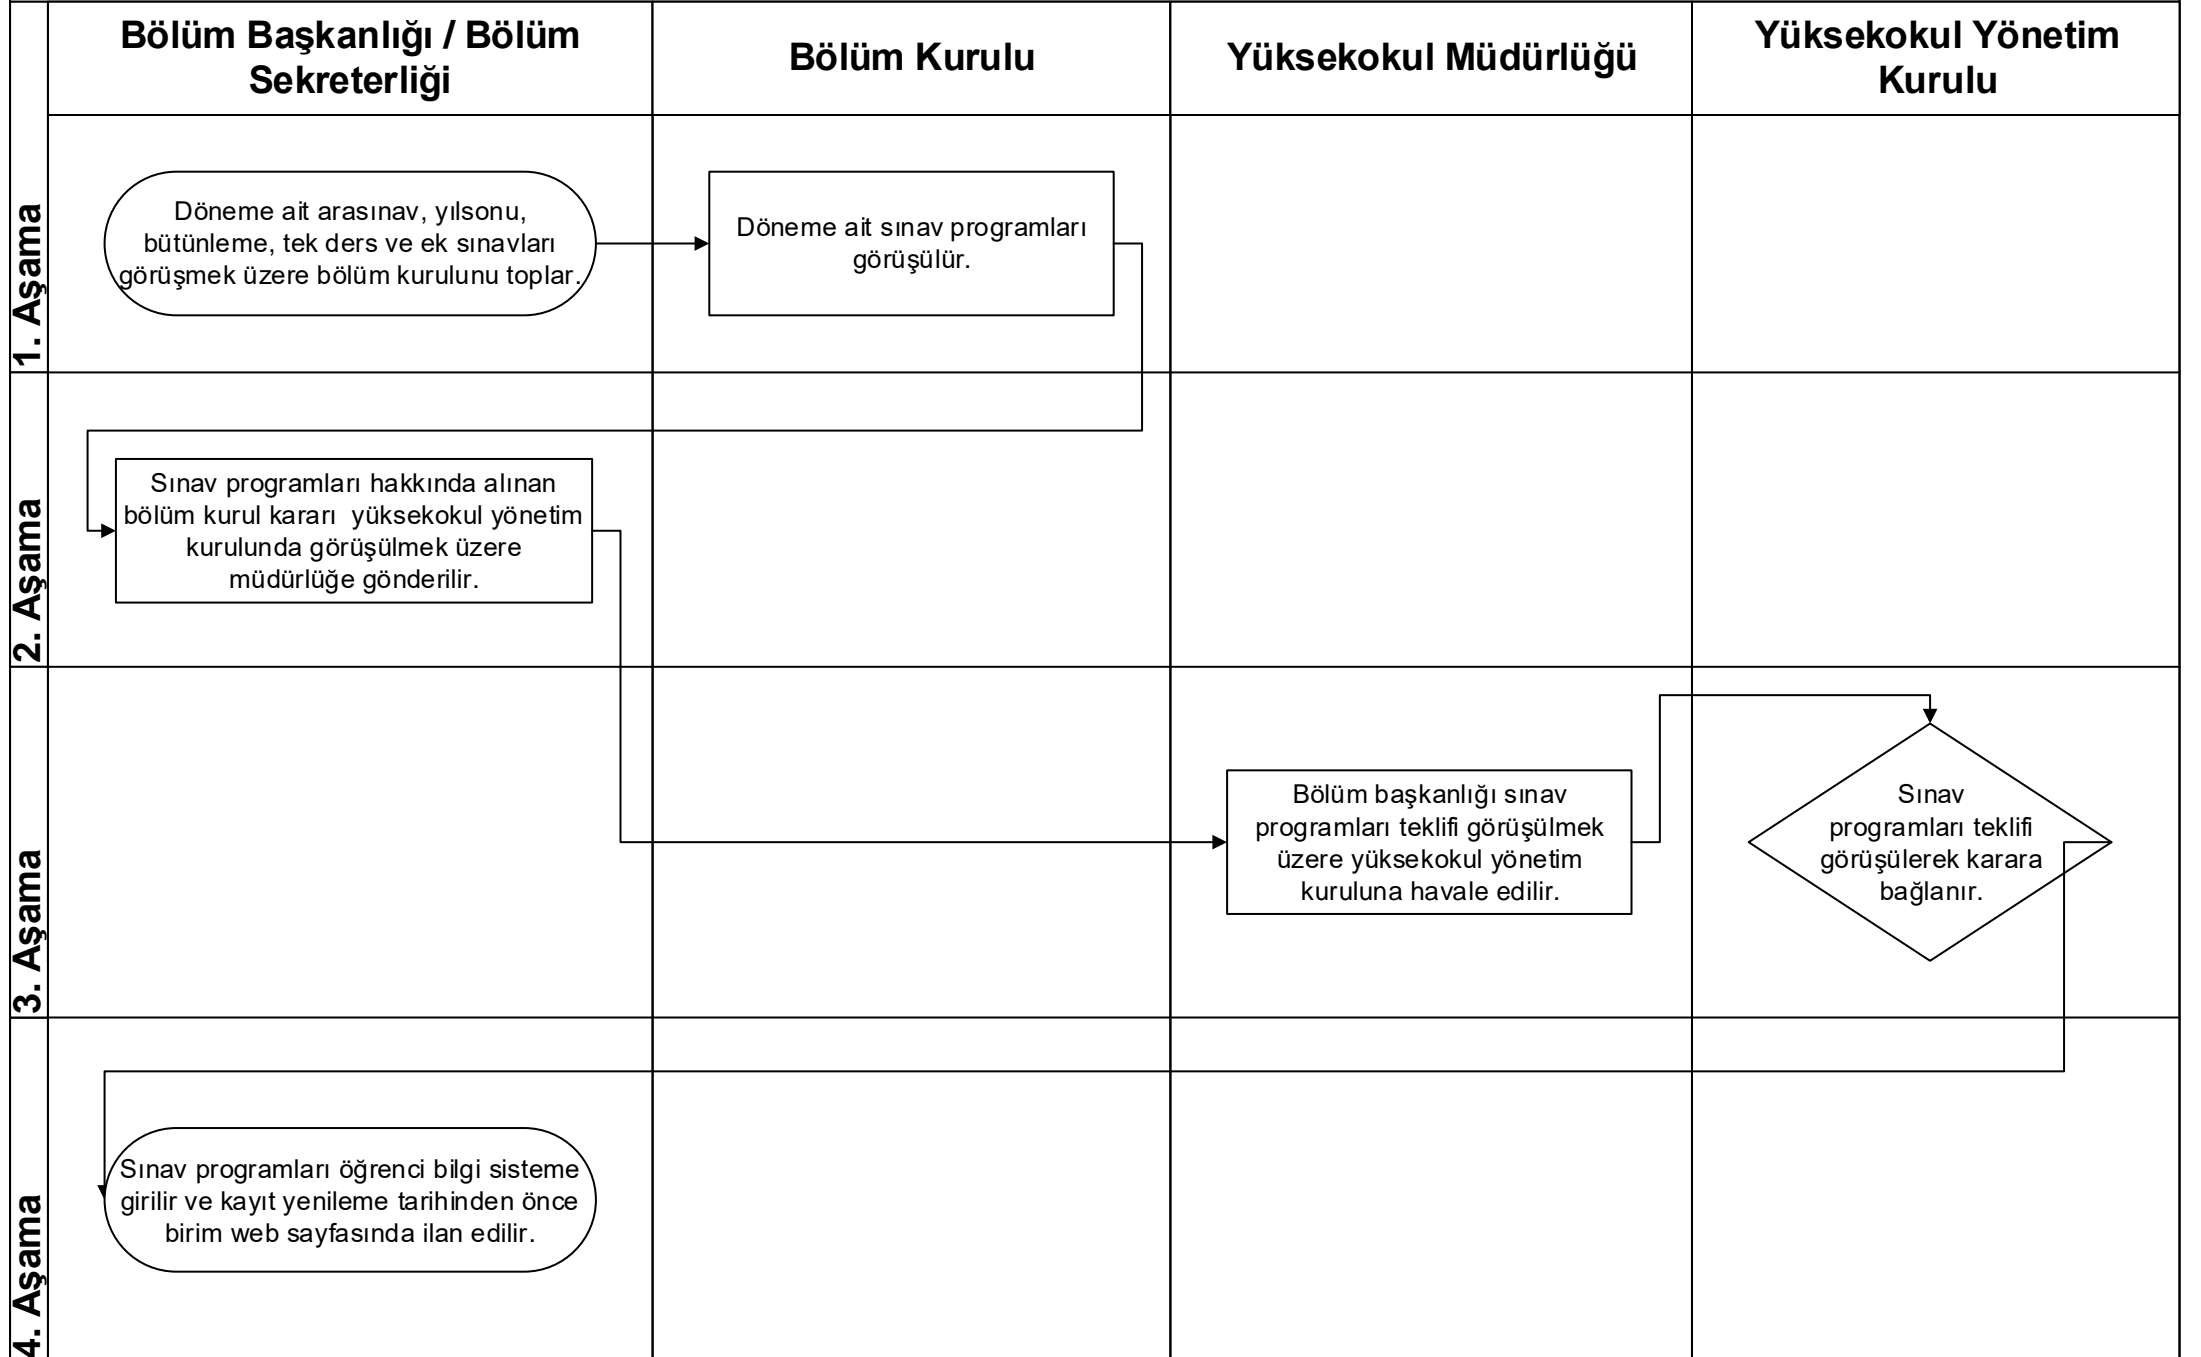 Bölüm Başkanlığı / Bölüm
Sekreterliği
Bölüm Kurulu
Yüksekokul Müdürlüğü
Yüksekokul Yönetim
Kurulu
1. Aşama
Döneme ait arasınav, yılsonu,
bütünleme, tek ders ve ek sınavları
görüşmek üzere bölüm kurulunu toplar.
Döneme ait sınav programları
görüşülür.
2. Aşama
Sınav programları hakkında alınan
bölüm kurul kararı  yüksekokul yönetim
kurulunda görüşülmek üzere
müdürlüğe gönderilir.
3. Aşama
Bölüm başkanlığı sınav
programları teklifi görüşülmek
üzere yüksekokul yönetim
kuruluna havale edilir.
Sınav
programları teklifi
görüşülerek karara
bağlanır.
4. Aşama
Sınav programları öğrenci bilgi sisteme
girilir ve kayıt yenileme tarihinden önce
birim web sayfasında ilan edilir.